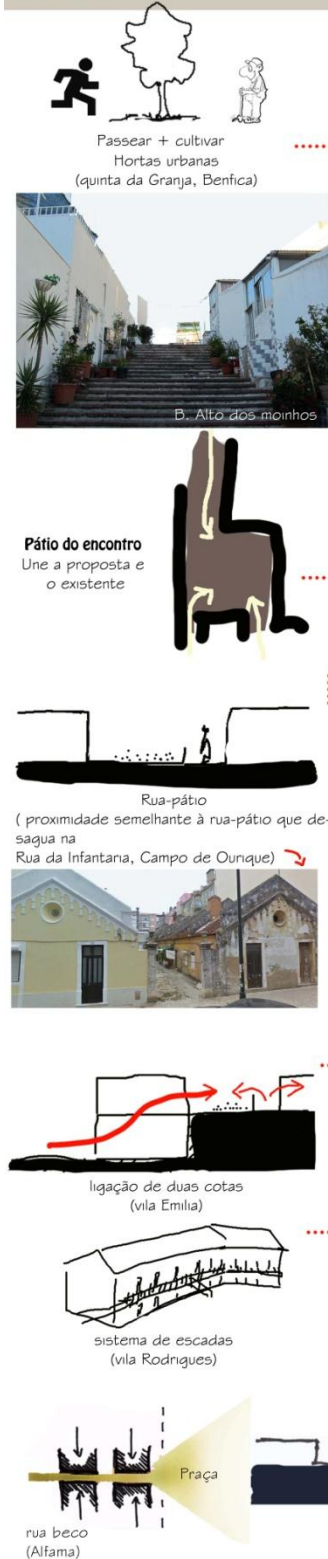 Passear + cultivar
Hortas urbanas
(quinta da Granja, Benfica)
B. Alto dos moinhos
Pátio do encontro
Une a proposta e
o existente
Rua-pátio
( proximidade semelhante à rua-pátio que de-
sagua na
Rua da Infantaria, Campo de Ourique)
ligação de duas cotas
(vila Emilia)
sistema de escadas
(vila Rodrigues)
Praça
rua beco
(Alfama)